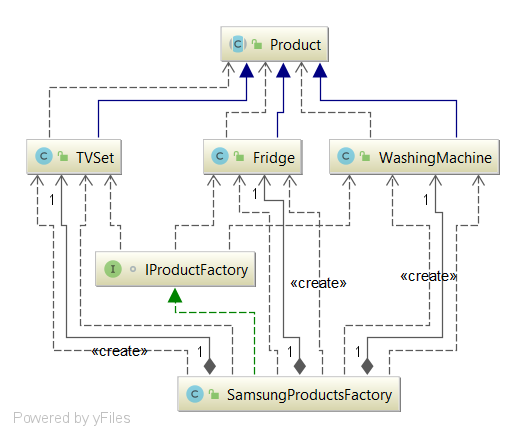 C Product
C TVSet
C Fridge
C WashingMachine
1
1
1
I IProductFactory
«create»
«create»
«create»
1
1
1
C SamsungProductsFactory
Powered by yFiles